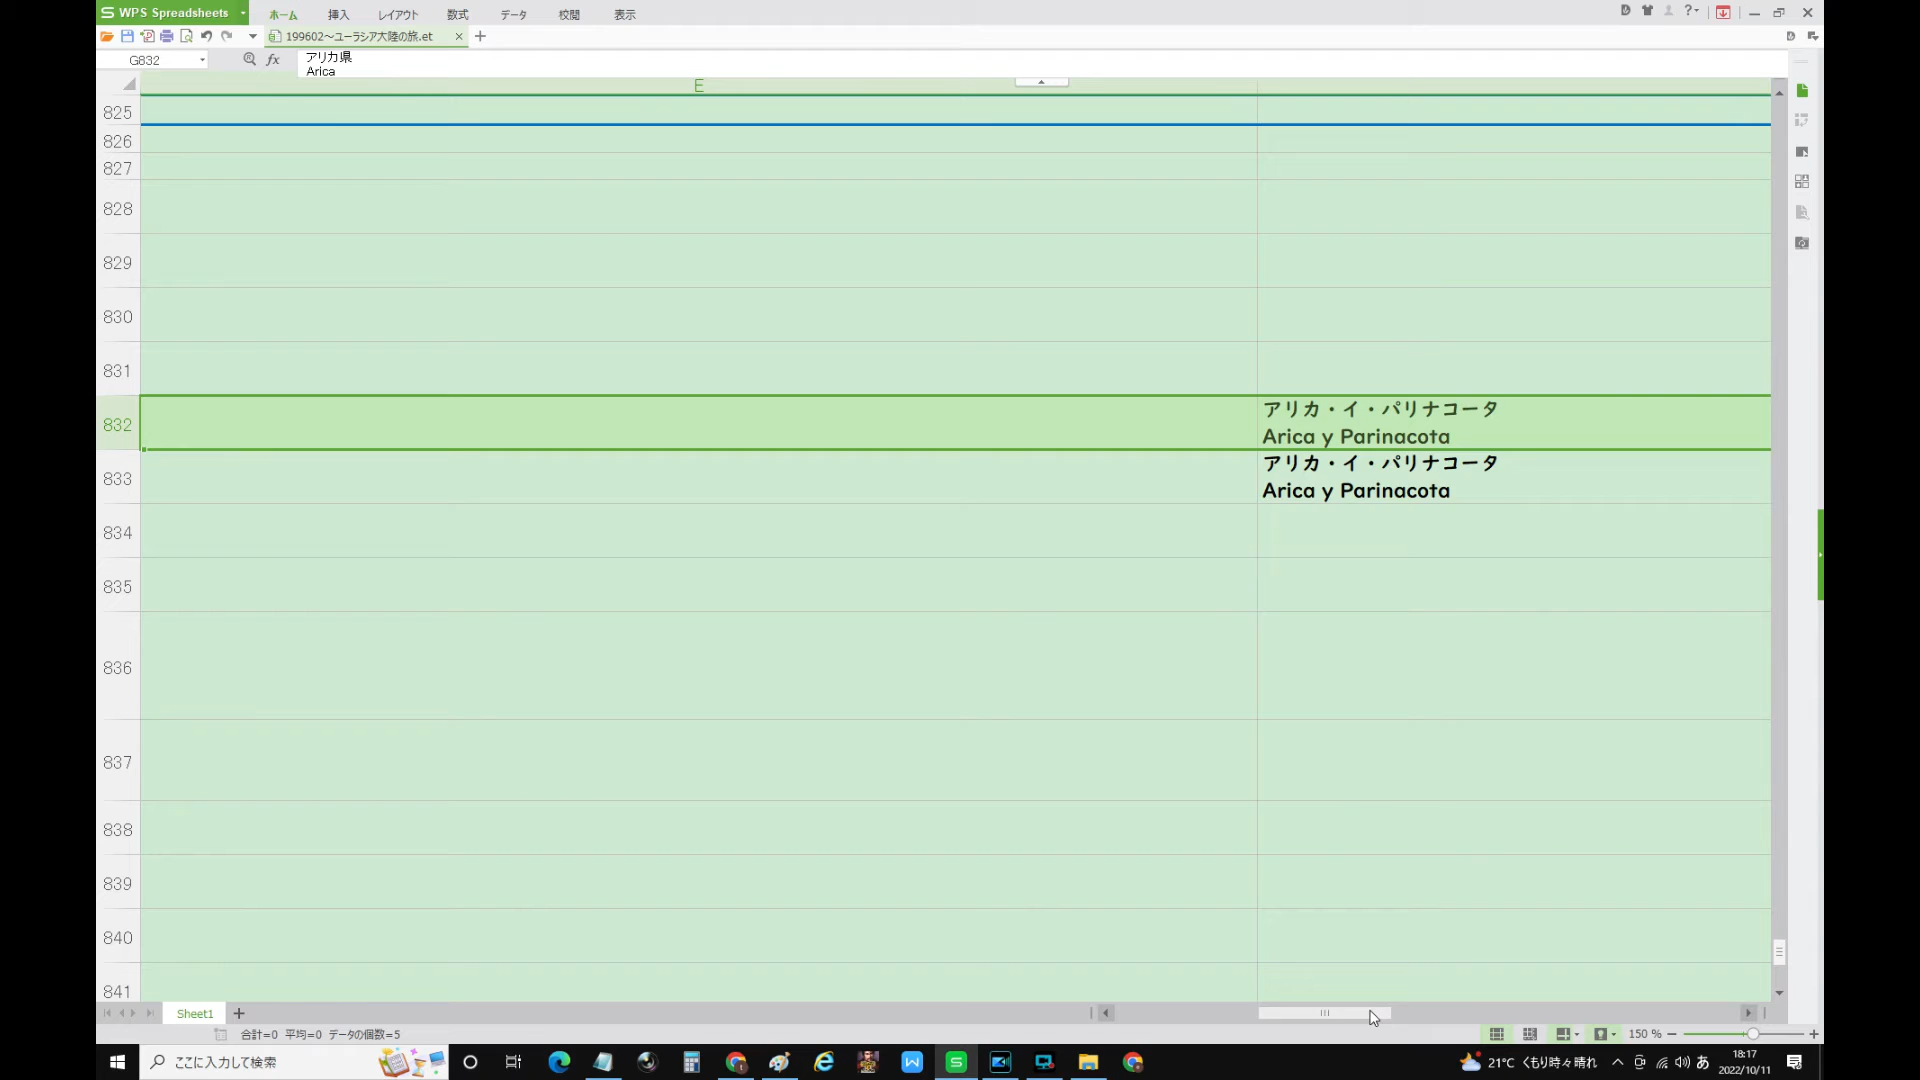 WPS Spreadsheets ホーム 挿入 レイアウト 数式 データ 校閲 表示
199602～ユーラシア大陸の旅.et
G832 fx アリカ県
Arica
E
825
826
827
828
829
830
831
832 アリカ・イ・パリナコータ
Arica y Parinacota
833 アリカ・イ・パリナコータ
Arica y Parinacota
834
835
836
837
838
839
840
841
Sheet1
合計=0 平均=0 データの個数=5 150 %
ここに入力して検索 21°C くもり時々晴れ あ 18:17
2022/10/11